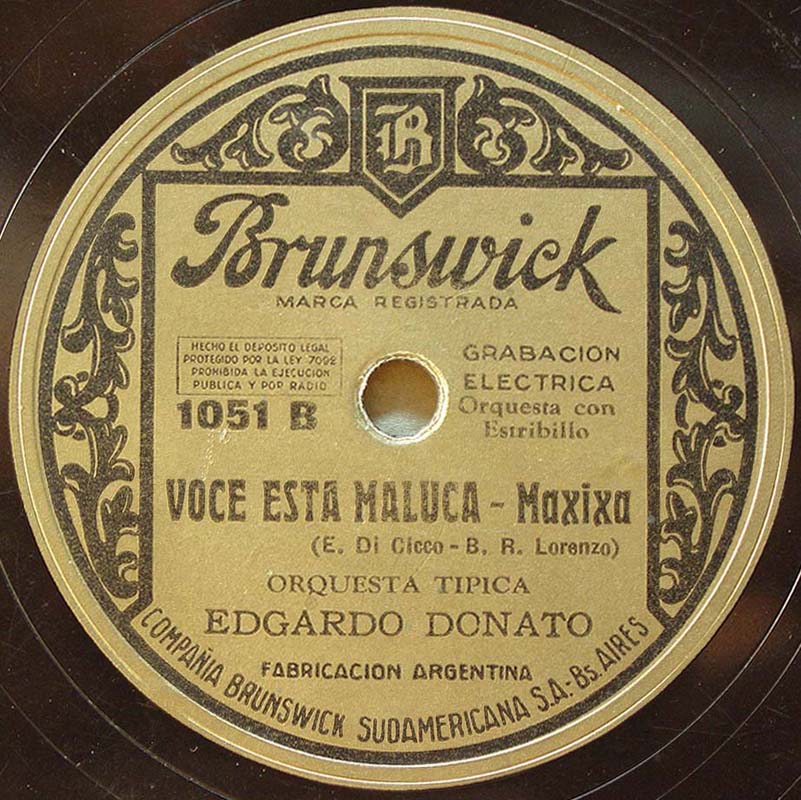 B
Brunswick
MARCA REGISTRADA
HECHO EL DEPOSITO LEGAL
PROTEGIDO POR LA LEY 7092
PROHIBIDA LA EJECUCION
PUBLICA Y POR RADIO
1051 B
GRABACION
ELECTRICA
Orquesta con
Estribillo
VOCE ESTA MALUCA - Maxixa
(E. Di Cicco - B. R. Lorenzo)
ORQUESTA TIPICA
EDGARDO DONATO
FABRICACION ARGENTINA
COMPAÑIA BRUNSWICK SUDAMERICANA S.A.- Bs. AIRES